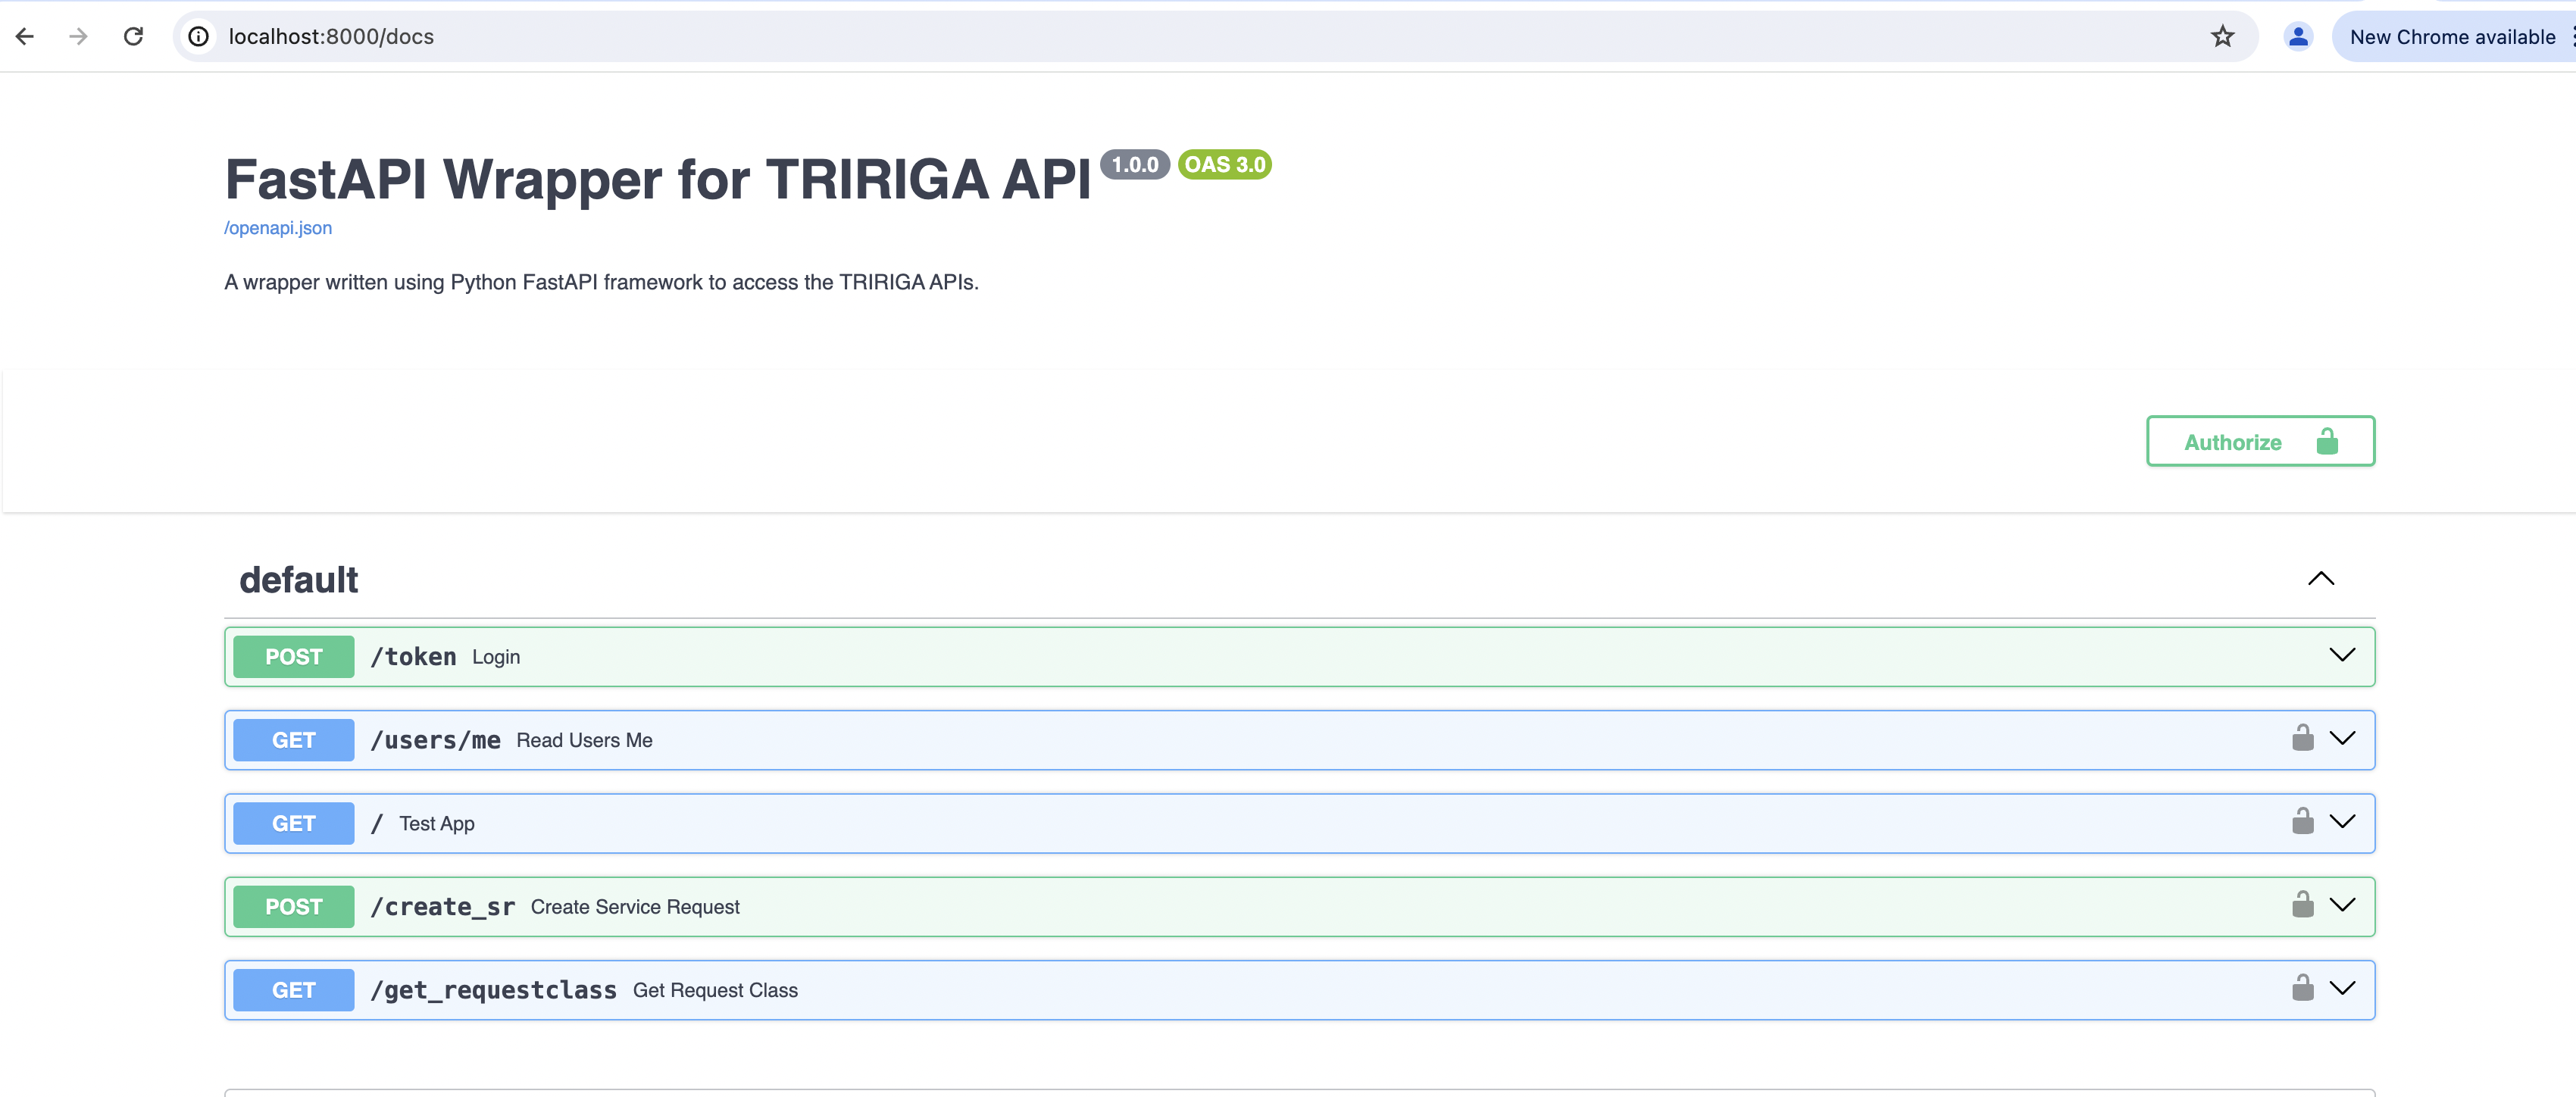 localhost:8000/docs
New Chrome available
FastAPI Wrapper for TRIRIGA API 1.0.0 OAS 3.0
/openapi.json
A wrapper written using Python FastAPI framework to access the TRIRIGA APIs.
Authorize
default
POST /token Login
GET /users/me Read Users Me
GET / Test App
POST /create_sr Create Service Request
GET /get_requestclass Get Request Class